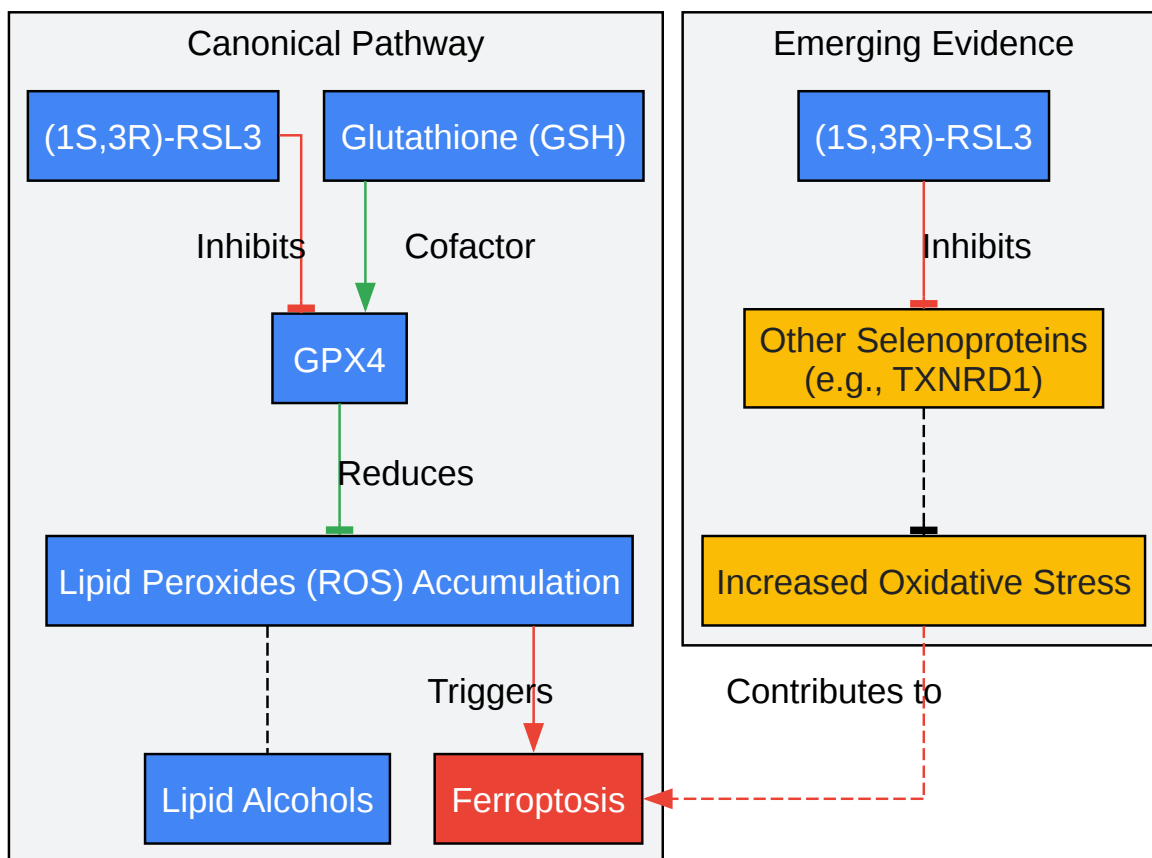 Canonical Pathway
(1S,3R)-RSL3
Glutathione (GSH)
Inhibits
Cofactor
GPX4
Reduces
Lipid Peroxides (ROS) Accumulation
Triggers
Lipid Alcohols
Ferroptosis
Emerging Evidence
(1S,3R)-RSL3
Inhibits
Other Selenoproteins
(e.g., TXNRD1)
Increased Oxidative Stress
Contributes to